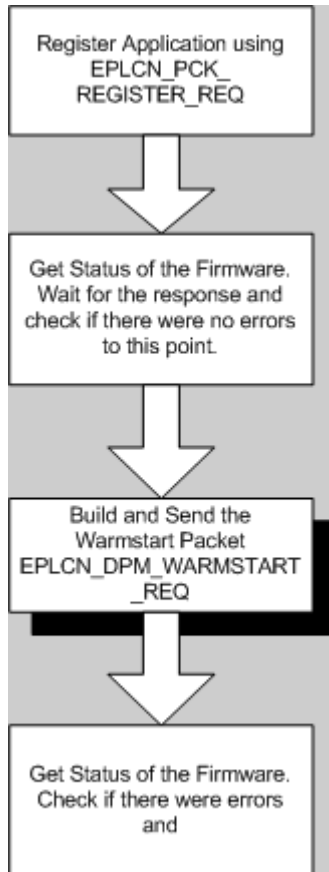 Register Application using
EPLCN_PCK_
REGISTER_REQ
Get Status of the Firmware.
Wait for the response and
check if there were no errors
to this point.
Build and Send the
Warmstart Packet
EPLCN_DPM_WARMSTART
_REQ
Get Status of the Firmware.
Check if there were errors
and